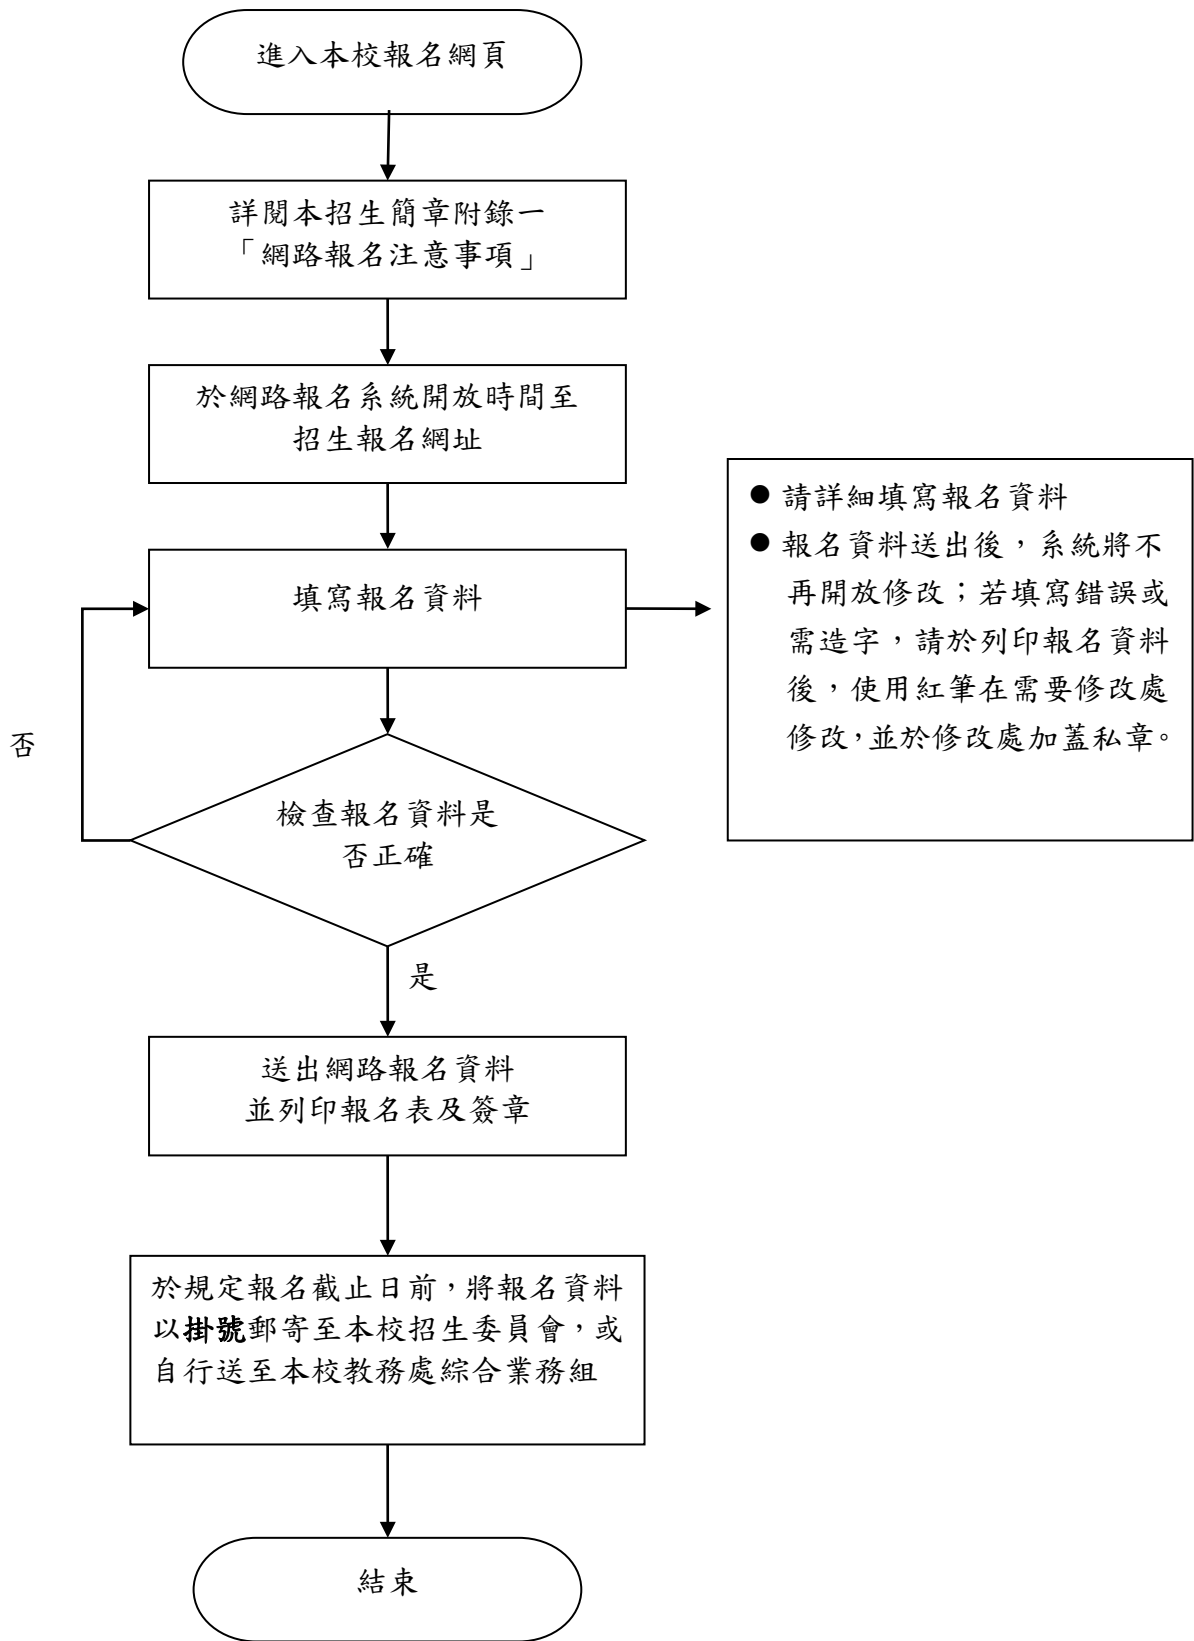 進入本校報名網頁
詳閱本招生簡章附錄一
「網路報名注意事項」
於網路報名系統開放時間至
招生報名網址
填寫報名資料
● 請詳細填寫報名資料
● 報名資料送出後，系統將不
再開放修改；若填寫錯誤或
需造字，請於列印報名資料
後，使用紅筆在需要修改處
修改，並於修改處加蓋私章。
否
檢查報名資料是
否正確
是
送出網路報名資料
並列印報名表及簽章
於規定報名截止日前，將報名資料
以掛號郵寄至本校招生委員會，或
自行送至本校教務處綜合業務組
結束